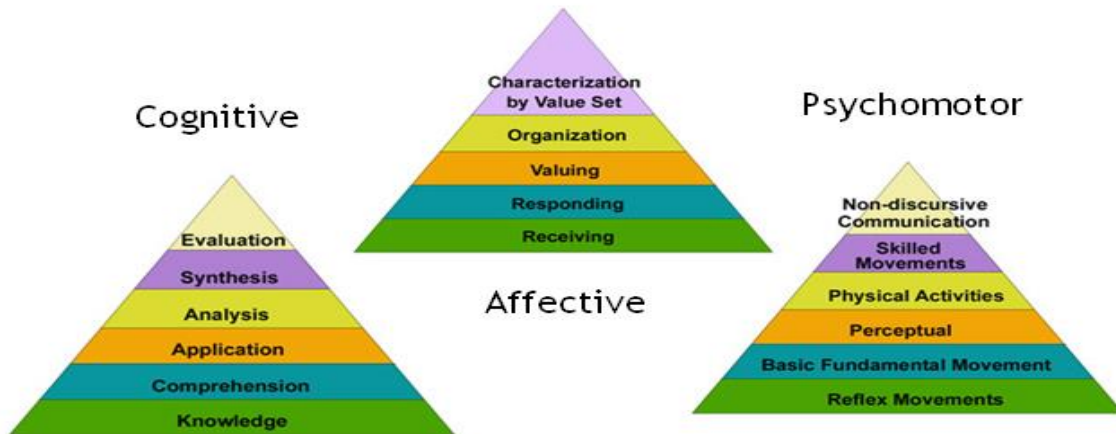 Cognitive
Evaluation
Synthesis
Analysis
Application
Comprehension
Knowledge
Characterization
by Value Set
Organization
Valuing
Responding
Receiving
Affective
Psychomotor
Non-discursive
Communication
Skilled
Movements
Physical Activities
Perceptual
Basic Fundamental Movement
Reflex Movements